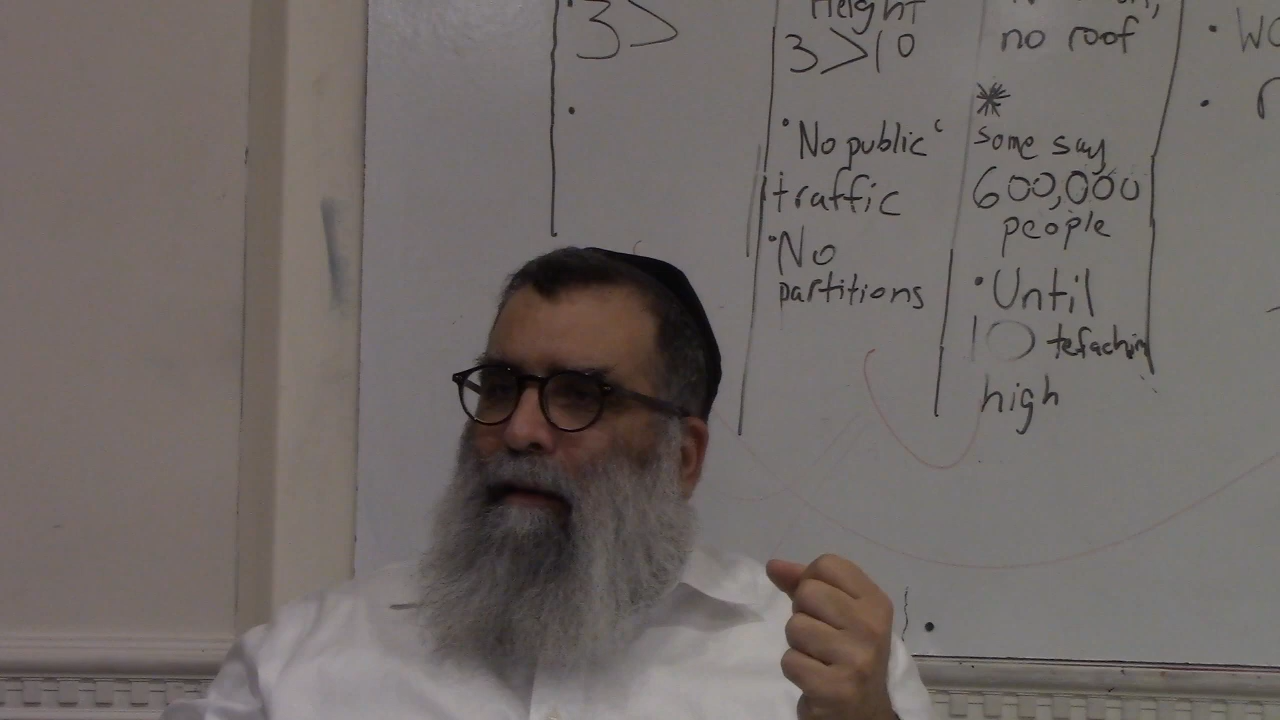 3>
Height
3>10
No public
traffic
No
partitions
no roof
*
some say
600,000
people
Until
10 tefachim
high